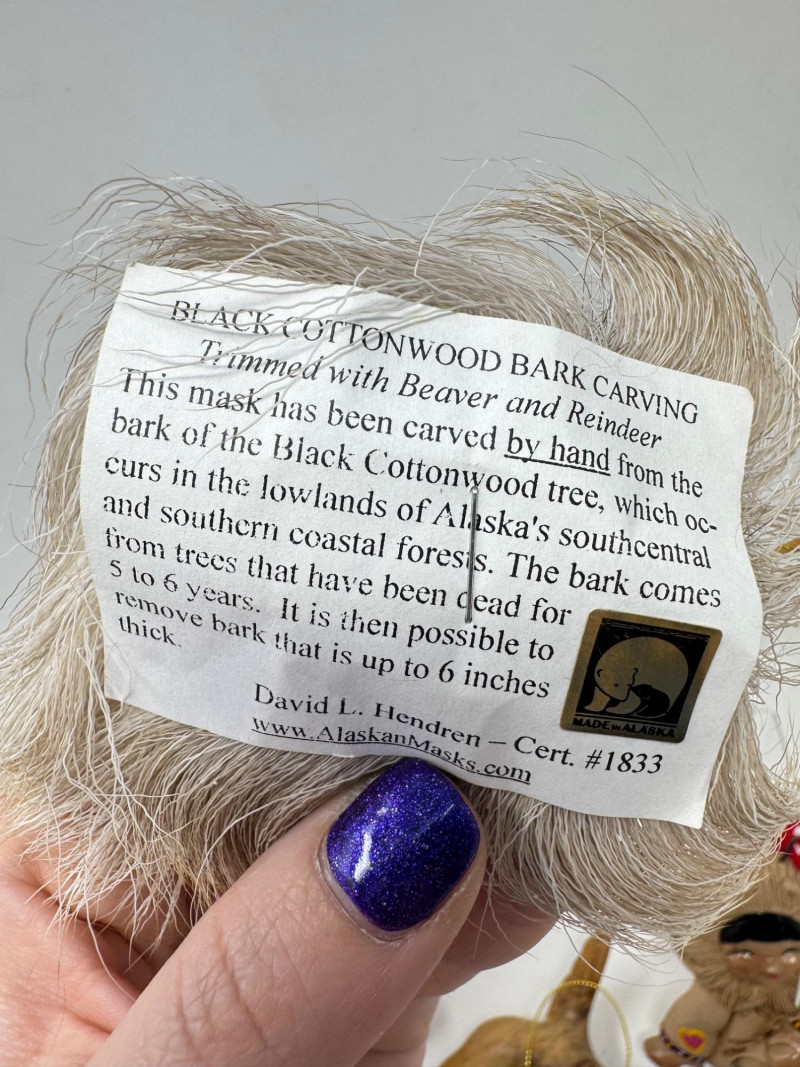 BLACK COTTONWOOD BARK CARVING
Trimmed with Beaver and Reindeer
This mask has been carved by hand from the
bark of the Black Cottonwood tree, which oc-
curs in the lowlands of Alaska's southcentral
and southern coastal forests. The bark comes
from trees that have been dead for
5 to 6 years. It is then possible to
remove bark that is up to 6 inches
thick.
MADE IN ALASKA
David L. Hendren – Cert. #1833
www.AlaskanMasks.com